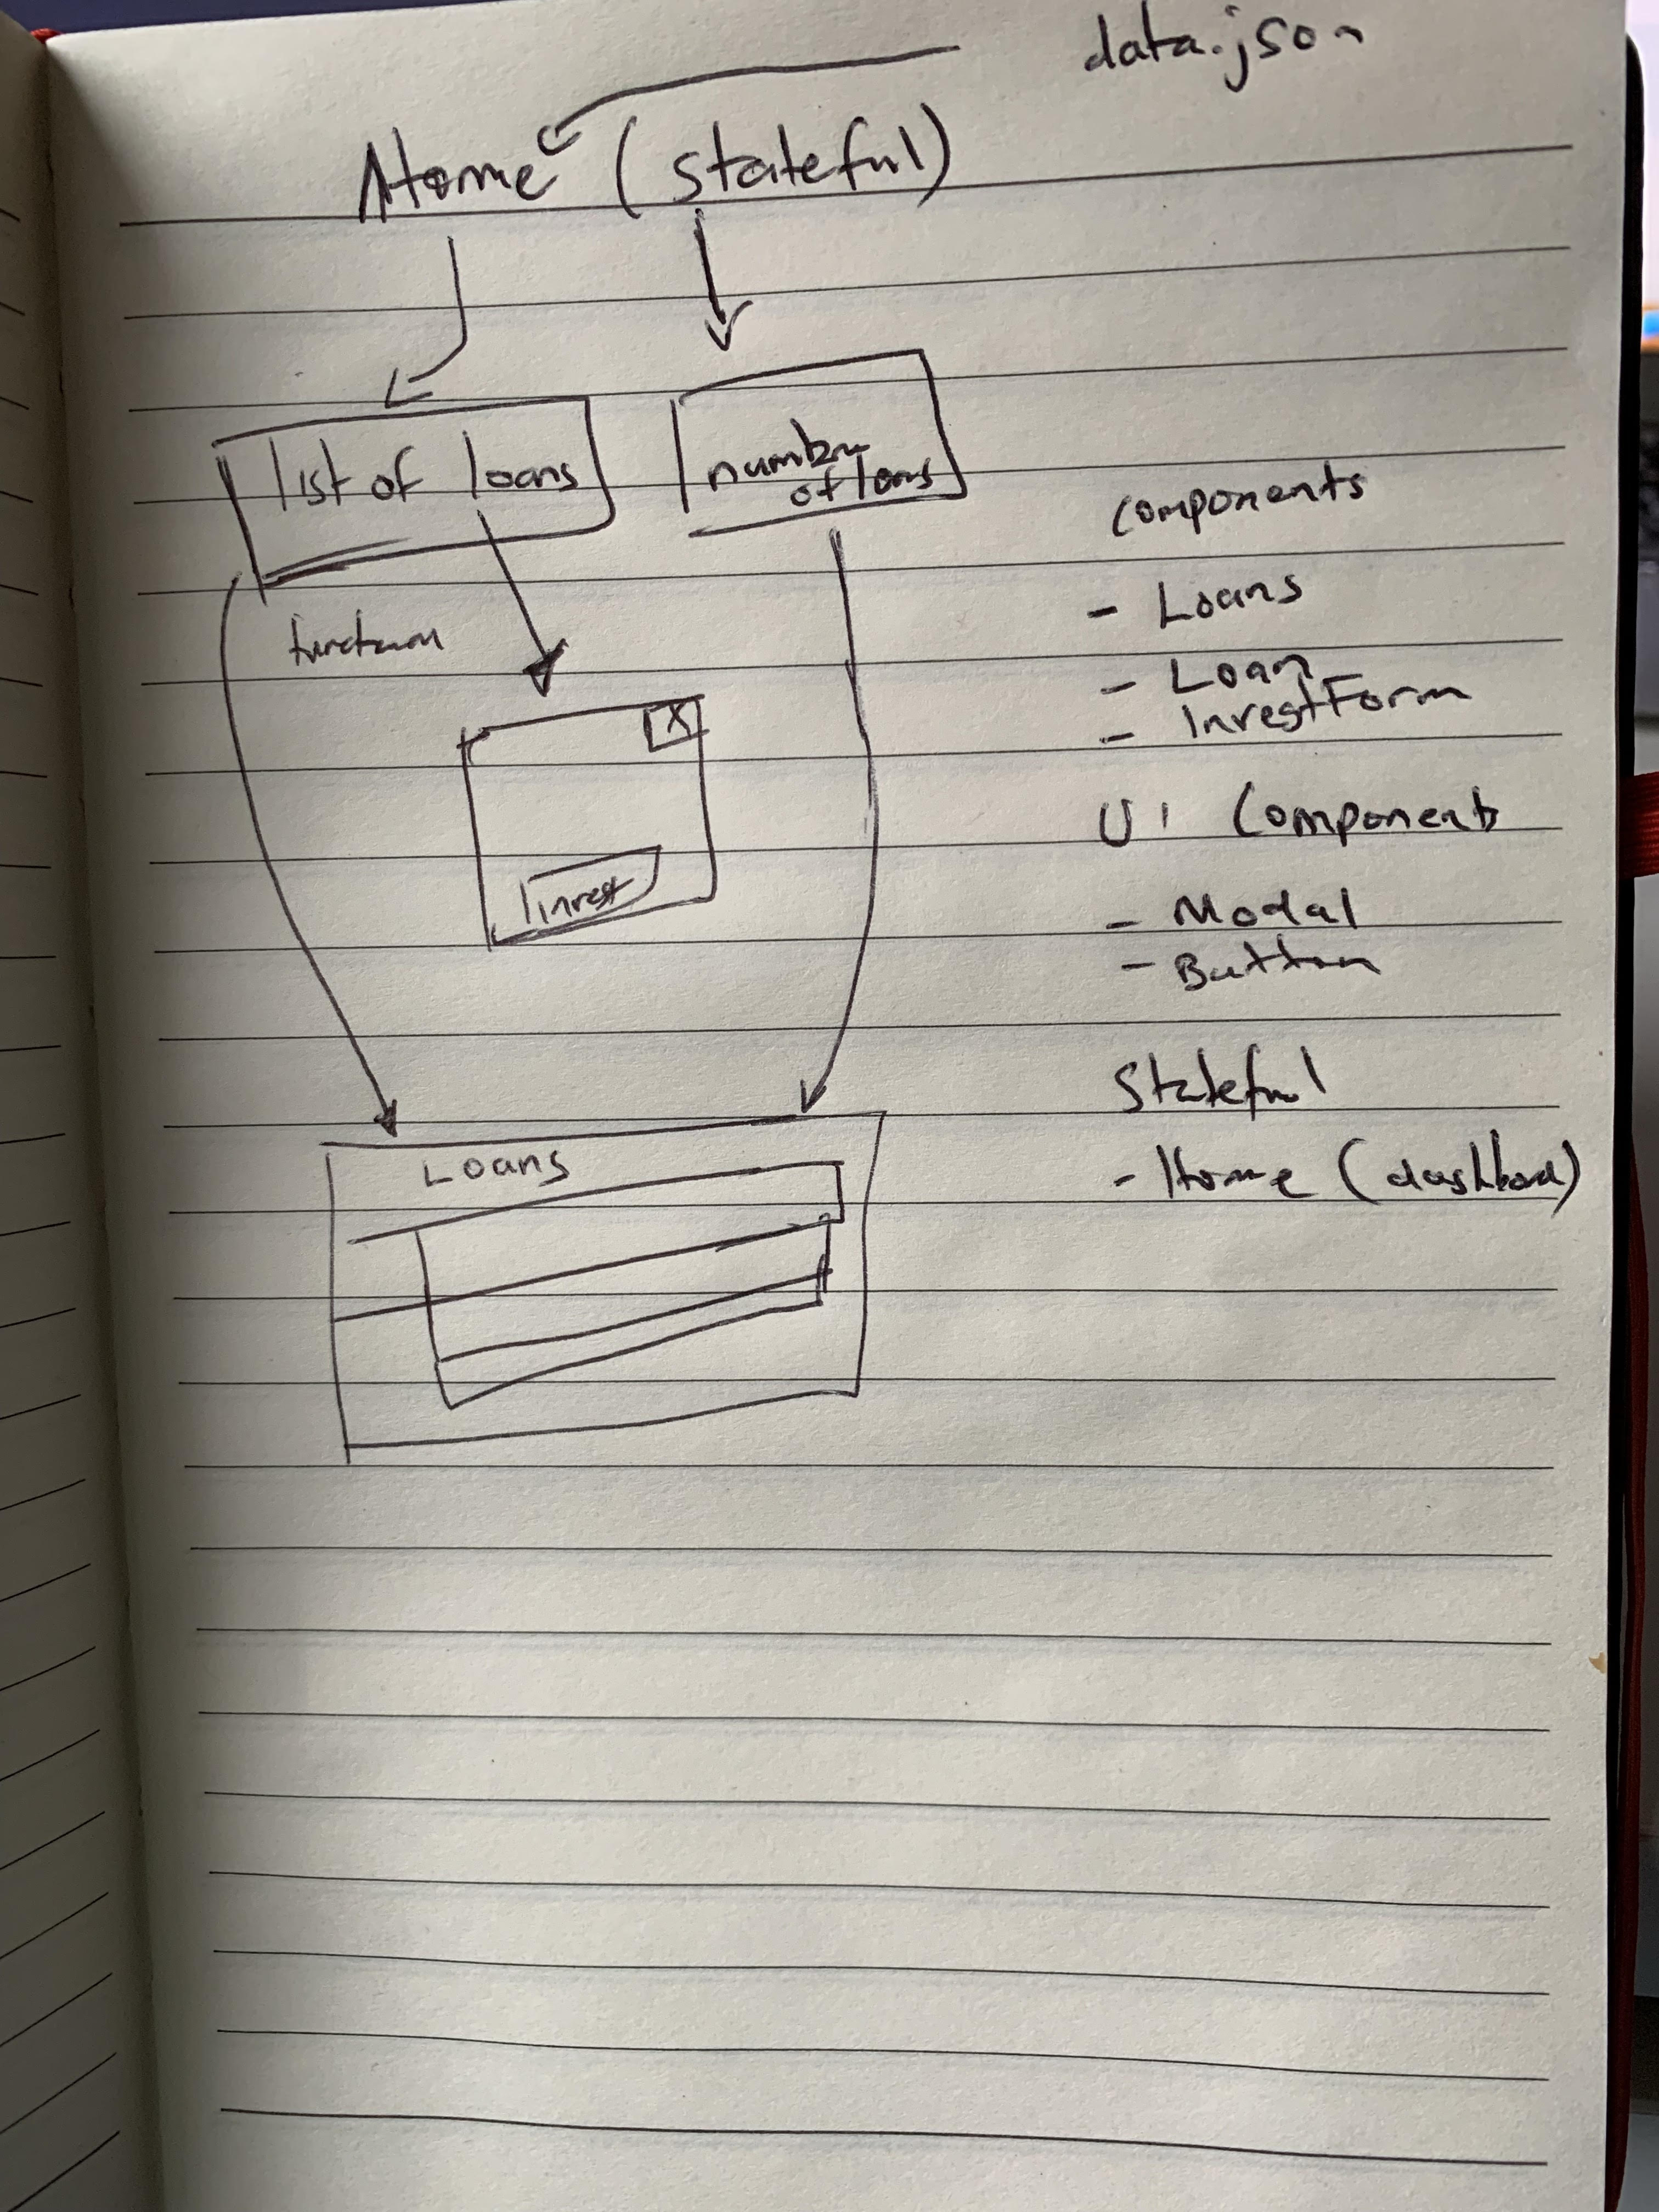 data.json
Home (stateful)
list of loans
number
of loans
function
X
invest
Loans
components
- Loans
- Loan
- InvestForm
UI Components
- Modal
- Button
Stateful
- Home (dashboard)